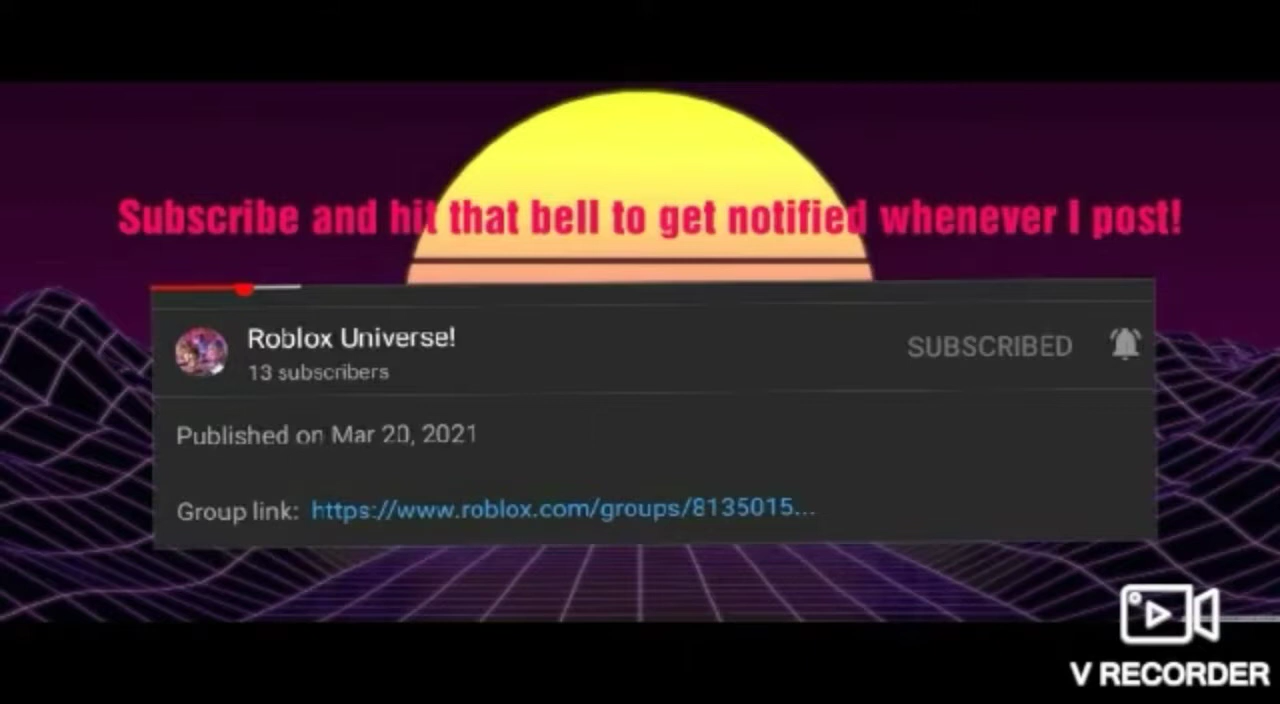 Subscribe and hit that bell to get notified whenever I post!
Roblox Universe!
SUBSCRIBED
13 subscribers
Published on Mar 20, 2021
Group link: https://www.roblox.com/groups/8135015...
V RECORDER